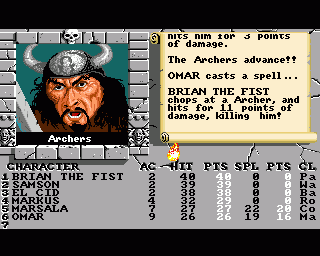 hits him for 3 points
of damage.
The Archers advance!!
OMAR casts a spell...
BRIAN THE FIST
chops at a Archer, and
hits for 11 points of
damage, killing him!
Archers
CHARACTER AC HIT PTS SPL PTS CL
1 BRIAN THE FIST 2 40 40 0 0 Pa
2 SAMSON 2 39 39 0 0 Wa
3 EL CID 2 38 38 0 0 Ba
4 MARKUS 4 32 29 0 0 Ro
5 MARSALA 7 27 27 22 20 Co
6 OMAR 9 26 26 19 16 Ma
7